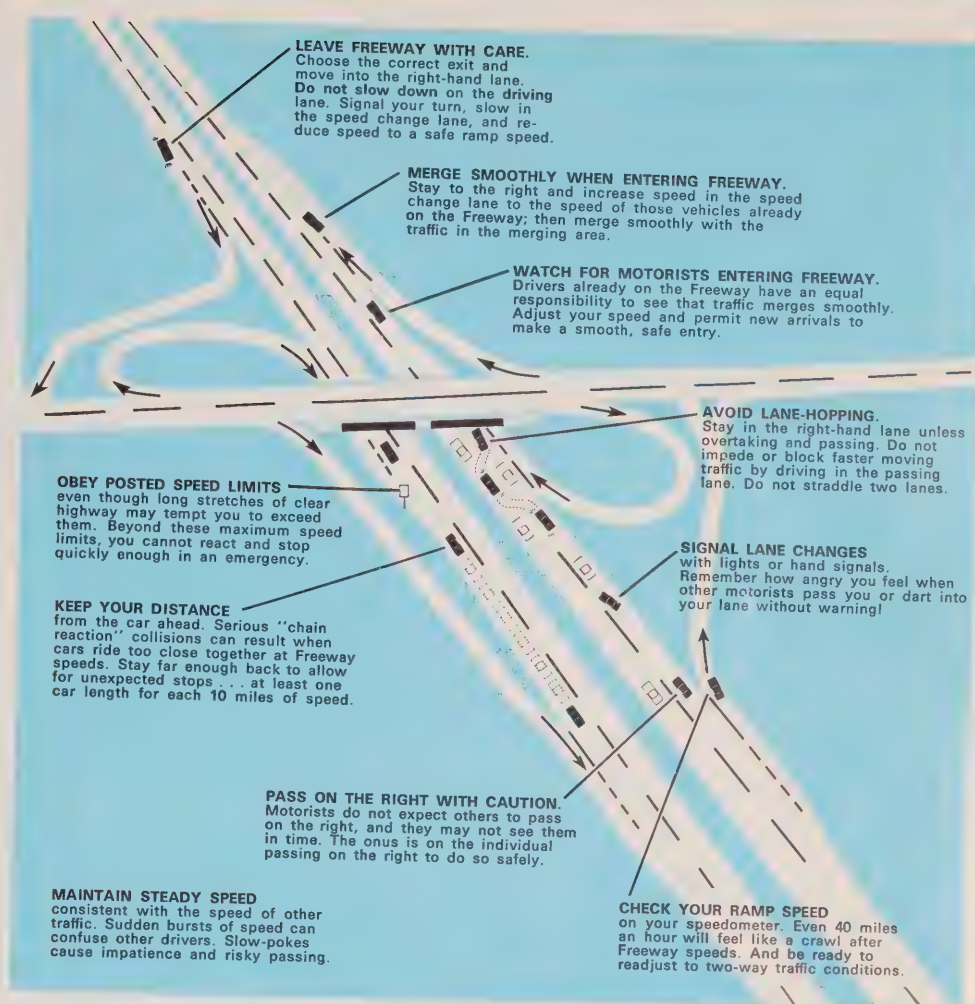 LEAVE FREEWAY WITH CARE.
Choose the correct exit and
move into the right-hand lane.
Do not slow down on the driving
lane. Signal your turn, slow in
the speed change lane, and re-
duce speed to a safe ramp speed.
MERGE SMOOTHLY WHEN ENTERING FREEWAY.
Stay to the right and increase speed in the speed
change lane to the speed of those vehicles already
on the Freeway; then merge smoothly with the
traffic in the merging area.
WATCH FOR MOTORISTS ENTERING FREEWAY.
Drivers already on the Freeway have an equal
responsibility to see that traffic merges smoothly.
Adjust your speed and permit new arrivals to
make a smooth, safe entry.
AVOID LANE-HOPPING.
Stay in the right-hand lane unless
overtaking and passing. Do not
impede or block faster moving
traffic by driving in the passing
lane. Do not straddle two lanes.
OBEY POSTED SPEED LIMITS
even though long stretches of clear
highway may tempt you to exceed
them. Beyond these maximum speed
limits, you cannot react and stop
quickly enough in an emergency.
SIGNAL LANE CHANGES
with lights or hand signals.
Remember how angry you feel when
other motorists pass you or dart into
your lane without warning!
KEEP YOUR DISTANCE
from the car ahead. Serious "chain
reaction" collisions can result when
cars ride too close together at Freeway
speeds. Stay far enough back to allow
for unexpected stops . . . at least one
car length for each 10 miles of speed.
PASS ON THE RIGHT WITH CAUTION.
Motorists do not expect others to pass
on the right, and they may not see them
in time. The onus is on the individual
passing on the right to do so safely.
MAINTAIN STEADY SPEED
consistent with the speed of other
traffic. Sudden bursts of speed can
confuse other drivers. Slow-pokes
cause impatience and risky passing.
CHECK YOUR RAMP SPEED
on your speedometer. Even 40 miles
an hour will feel like a crawl after
Freeway speeds. And be ready to
readjust to two-way traffic conditions.